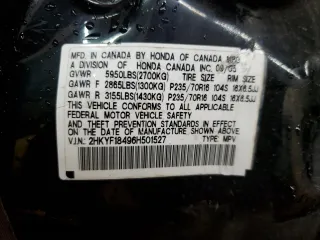 MFD. IN CANADA BY HONDA OF CANADA MFG.
A DIVISION OF HONDA CANADA INC. 09/05
GVWR 5950LBS(2700KG) TIRE SIZE RIM SIZE
GAWR F 2865LBS(1300KG) P235/70R16 104S 16X6.5JJ
GAWR R 3155LBS(1430KG) P235/70R16 104S 16X6.5JJ
THIS VEHICLE CONFORMS TO ALL APPLICABLE
FEDERAL MOTOR VEHICLE SAFETY
AND THEFT PREVENTION STANDARDS IN EFFECT
ON THE DATE OF MANUFACTURE SHOWN ABOVE.
V.I.N.: 2HKYF18496H501527 TYPE: MPV